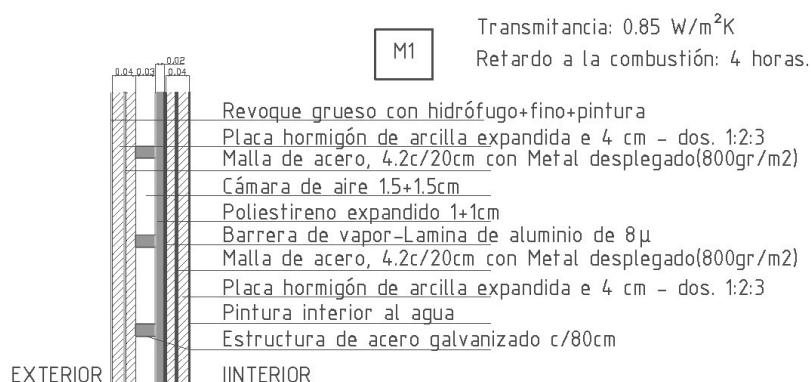 Transmitancia: 0.85 W/m²K
M1
Retardo a la combustión: 4 horas.
0.02
0.04 0.03 0.04
Revoque grueso con hidrófugo+fino+pintura
Placa hormigón de arcilla expandida e 4 cm - dos. 1:2:3
Malla de acero, 4.2c/20cm con Metal desplegado(800gr/m2)
Cámara de aire 1.5+1.5cm
Poliestireno expandido 1+1cm
Barrera de vapor-Lamina de aluminio de 8μ
Malla de acero, 4.2c/20cm con Metal desplegado(800gr/m2)
Placa hormigón de arcilla expandida e 4 cm - dos. 1:2:3
Pintura interior al agua
Estructura de acero galvanizado c/80cm
EXTERIOR IINTERIOR